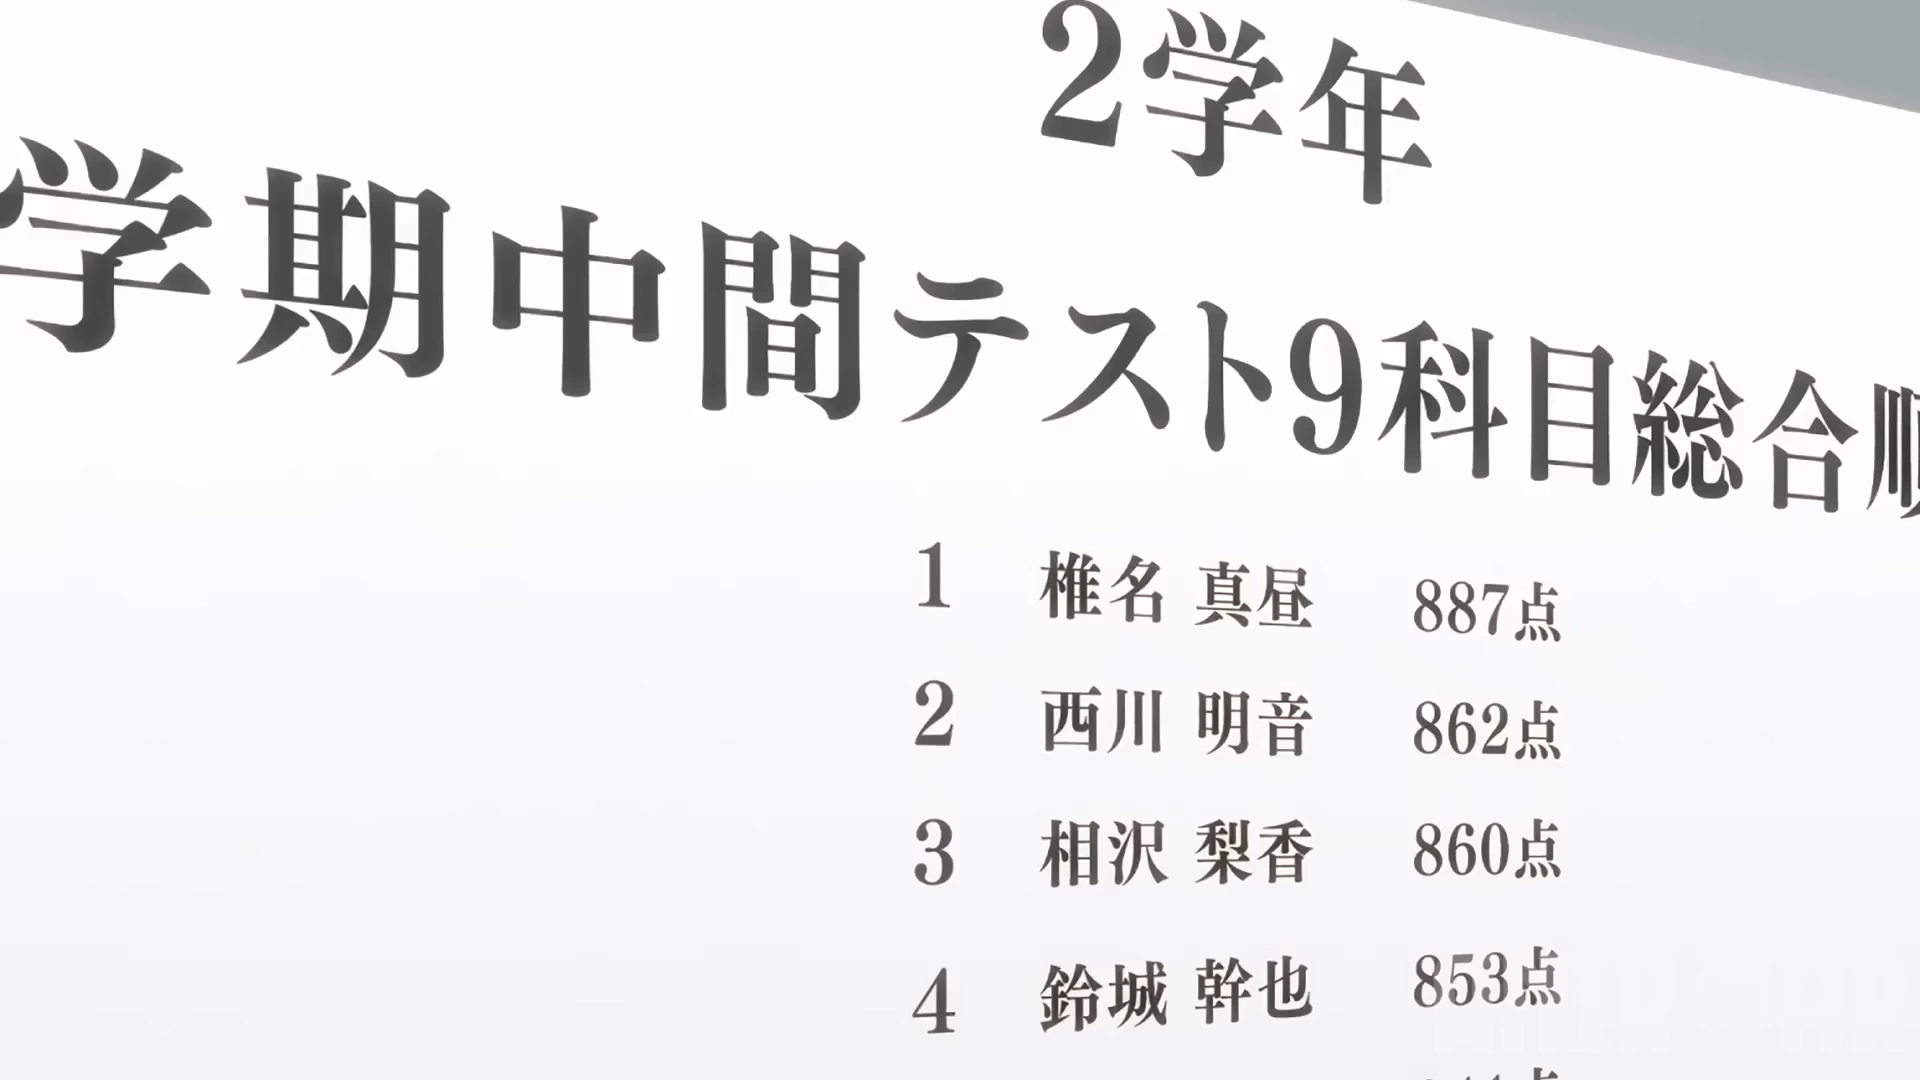 2学年
学期中間テスト9科目総合順
1 椎名 真昼 887点
2 西川 明音 862点
3 相沢 梨香 860点
4 鈴城 幹也 853点